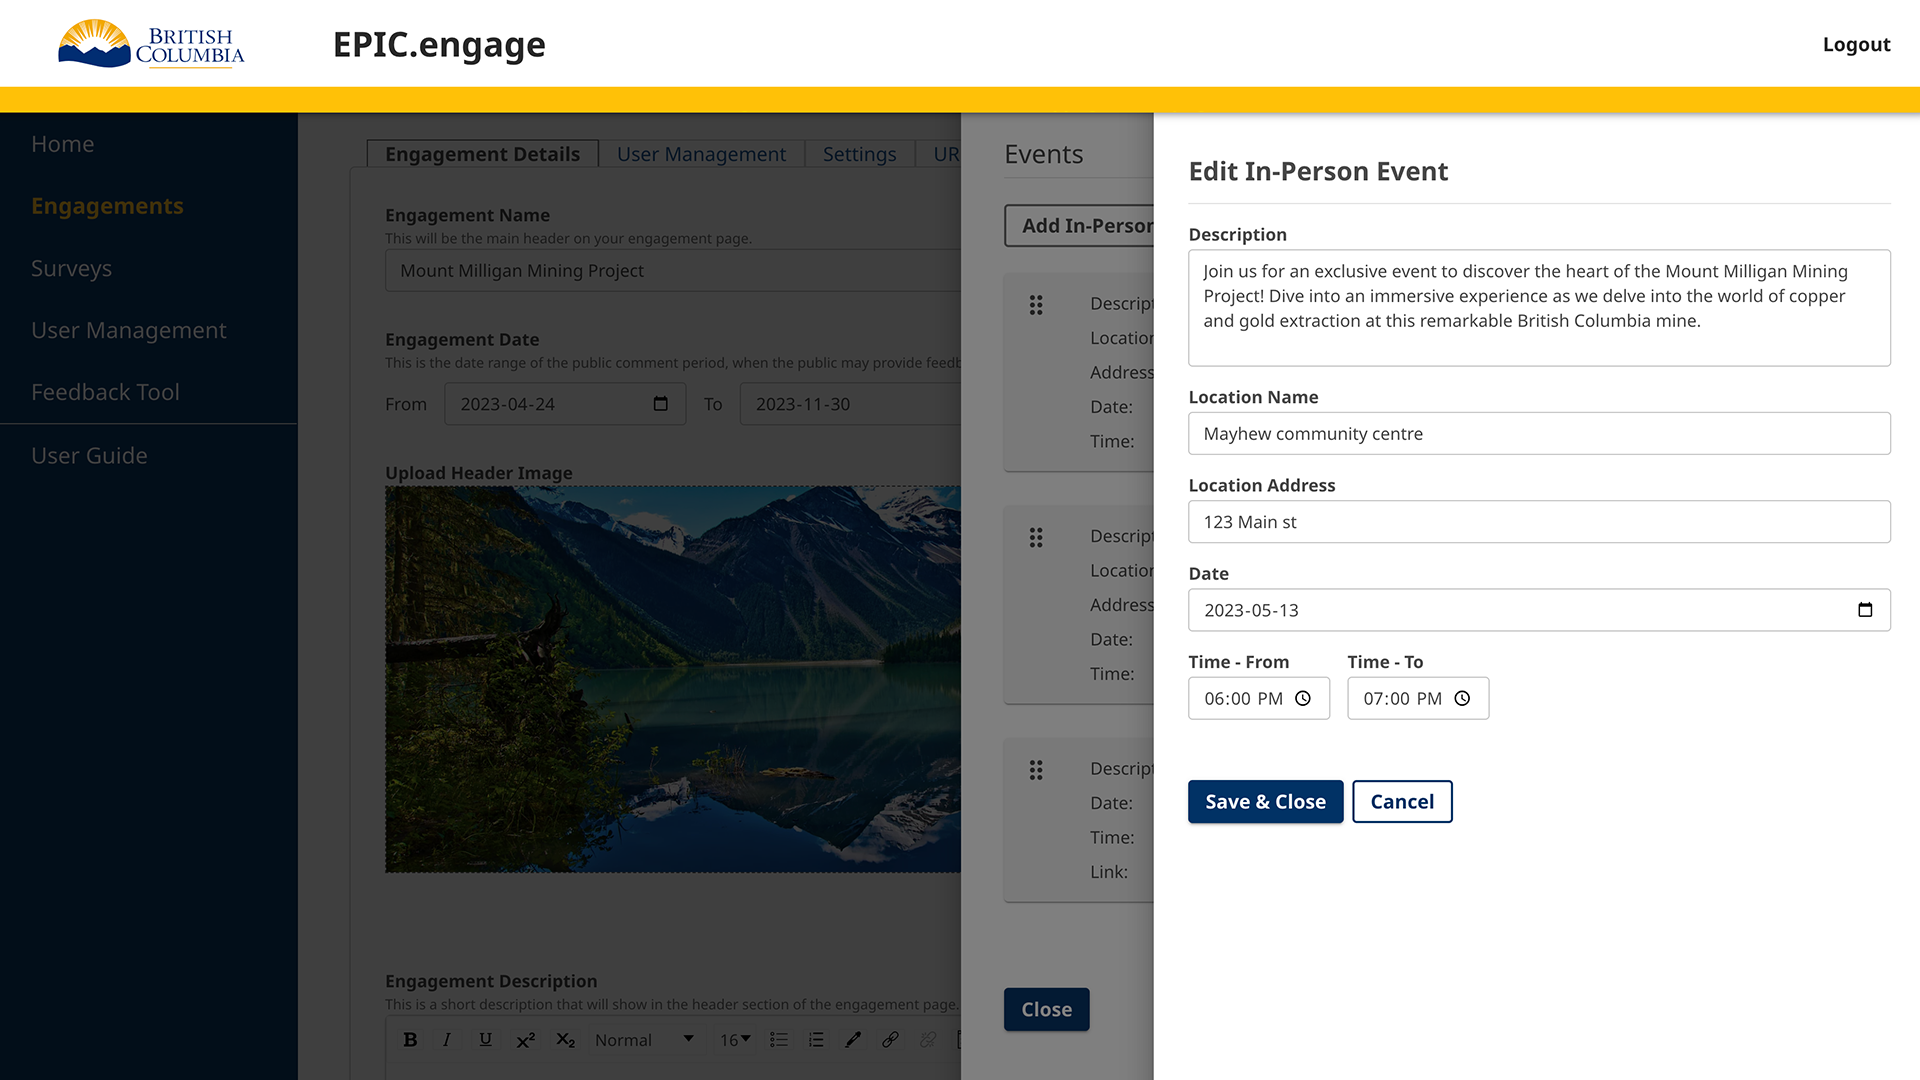 BRITISH
COLUMBIA
EPIC.engage
Logout
Home
Engagements
Surveys
User Management
Feedback Tool
User Guide
Engagement Details
User Management
Settings
UR
Engagement Name
This will be the main header on your engagement page.
Mount Milligan Mining Project
Engagement Date
This is the date range of the public comment period, when the public may provide feedb
From
2023-04-24
To
2023-11-30
Upload Header Image
Engagement Description
This is a short description that will show in the header section of the engagement page.
B I U x² X₂ Normal 16
Events
Add In-Person
Descript
Location
Address
Date:
Time:
Descript
Location
Address
Date:
Time:
Descript
Date:
Time:
Link:
Close
Edit In-Person Event
Description
Join us for an exclusive event to discover the heart of the Mount Milligan Mining
Project! Dive into an immersive experience as we delve into the world of copper
and gold extraction at this remarkable British Columbia mine.
Location Name
Mayhew community centre
Location Address
123 Main st
Date
2023-05-13
Time - From
Time - To
06:00 PM
07:00 PM
Save & Close
Cancel